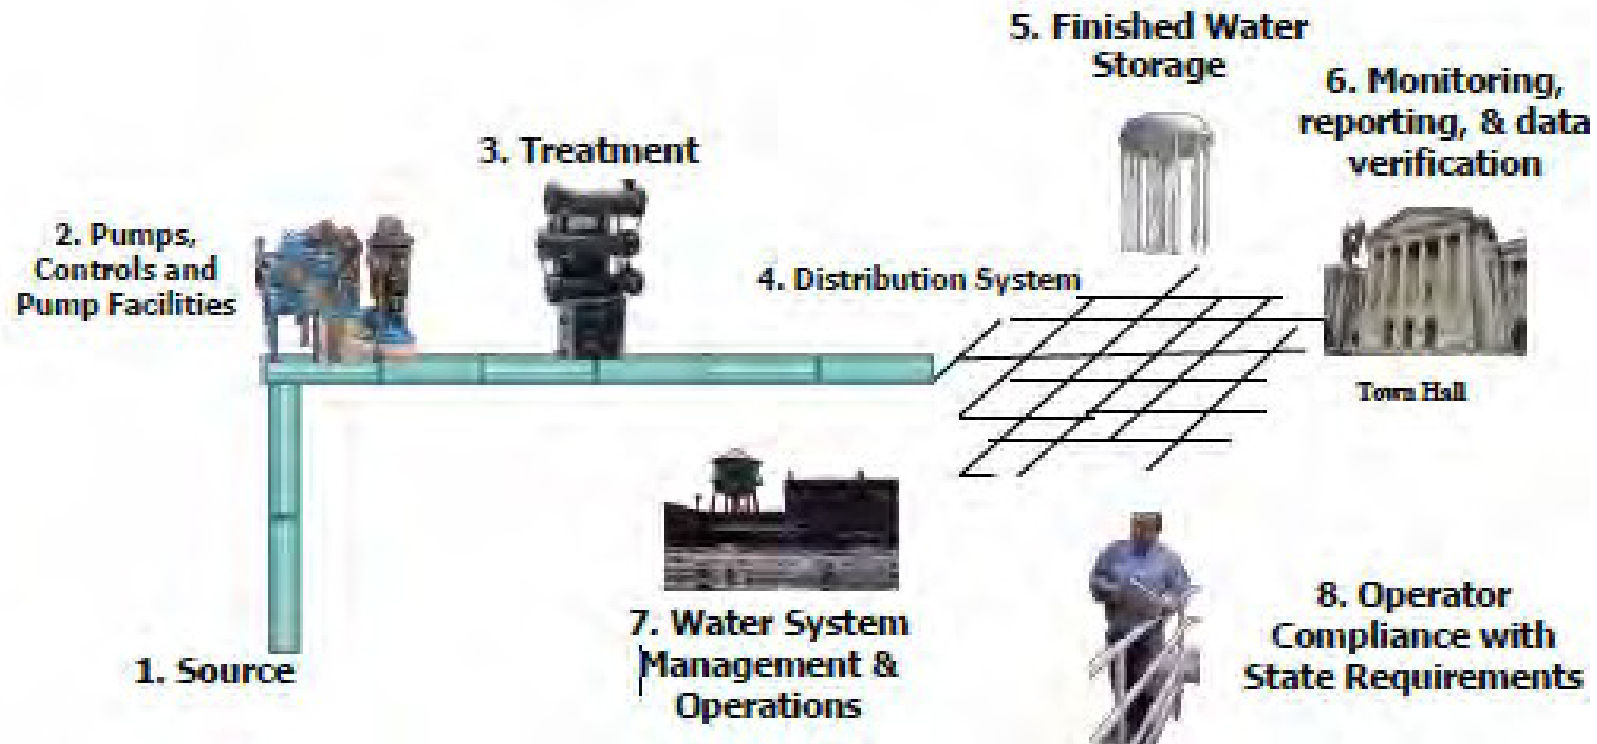 5. Finished Water
Storage
6. Monitoring,
reporting, & data
verification
3. Treatment
2. Pumps,
Controls and
Pump Facilities
4. Distribution System
Town Hall
7. Water System
Management &
Operations
8. Operator
Compliance with
State Requirements
1. Source